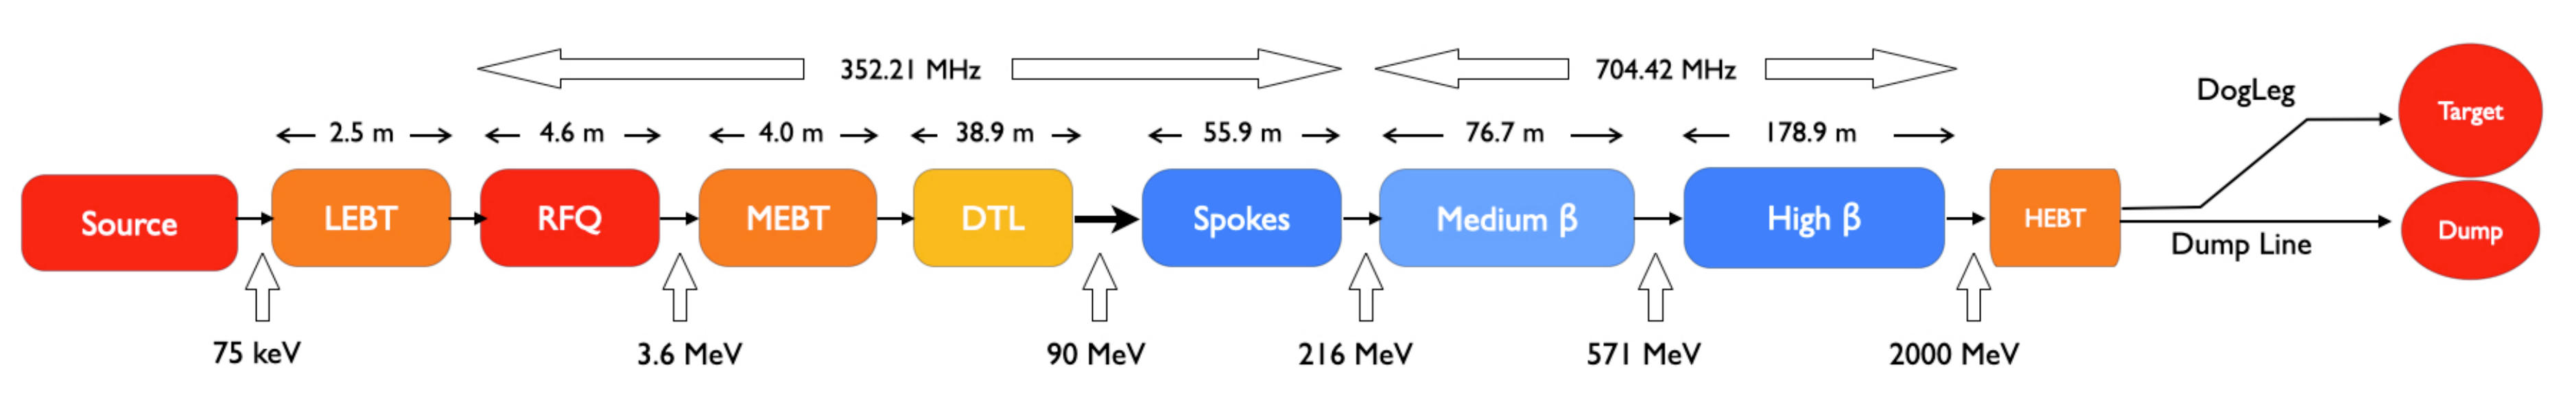 352.21 MHz
704.42 MHz
2.5 m
4.6 m
4.0 m
38.9 m
55.9 m
76.7 m
178.9 m
DogLeg
Target
Source
LEBT
RFQ
MEBT
DTL
Spokes
Medium β
High β
HEBT
Dump Line
Dump
75 keV
3.6 MeV
90 MeV
216 MeV
571 MeV
2000 MeV